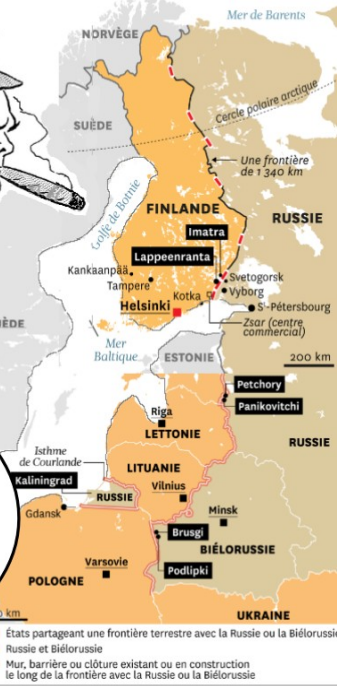 Mer de Barents
NORVÈGE
Cercle polaire arctique
SUÈDE
Une frontière
de 1 340 km
Golfe de Botnie
FINLANDE
RUSSIE
Imatra
Lappeenranta
Kankaanpää
Tampere
Svetogorsk
Vyborg
Kotka
Helsinki
St-Pétersbourg
Zsar (centre
commercial)
ÈDE
Mer
Baltique
ESTONIE
200 km
Petchory
Panikovitchi
Riga
LETTONIE
RUSSIE
Isthme
de Courlande
LITUANIE
Kaliningrad
RUSSIE
Vilnius
Gdansk
Minsk
Brusgi
BIÉLORUSSIE
Varsovie
Podlipki
POLOGNE
UKRAINE
0 km
États partageant une frontière terrestre avec la Russie ou la Biélorussie
Russie et Biélorussie
Mur, barrière ou clôture existant ou en construction
le long de la frontière avec la Russie ou la Biélorussie